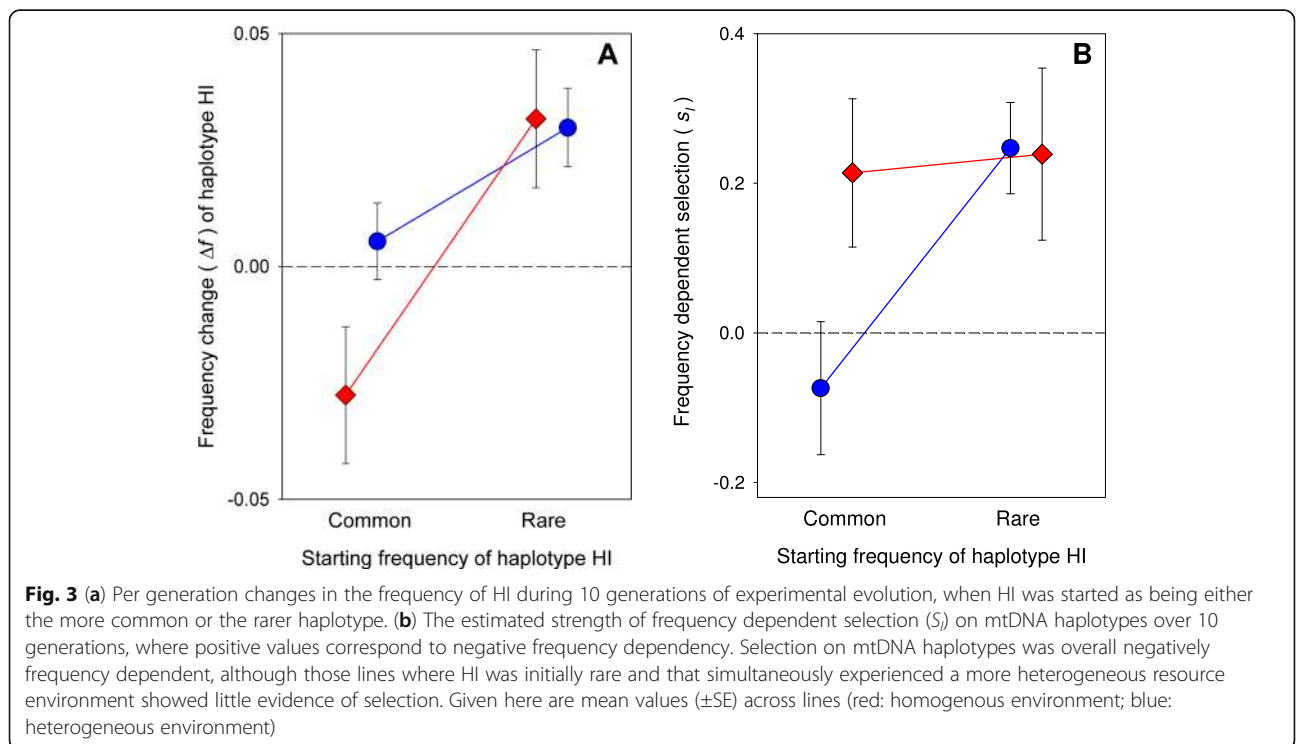 A
0.05
0.00
-0.05
Frequency change ( Δf ) of haplotype HI
Common Rare
Starting frequency of haplotype HI
B
0.4
0.2
0.0
-0.2
Frequency dependent selection ( sI )
Common Rare
Starting frequency of haplotype HI
Fig. 3 (a) Per generation changes in the frequency of HI during 10 generations of experimental evolution, when HI was started as being either
the more common or the rarer haplotype. (b) The estimated strength of frequency dependent selection (SI) on mtDNA haplotypes over 10
generations, where positive values correspond to negative frequency dependency. Selection on mtDNA haplotypes was overall negatively
frequency dependent, although those lines where HI was initially rare and that simultaneously experienced a more heterogeneous resource
environment showed little evidence of selection. Given here are mean values (±SE) across lines (red: homogenous environment; blue:
heterogeneous environment)